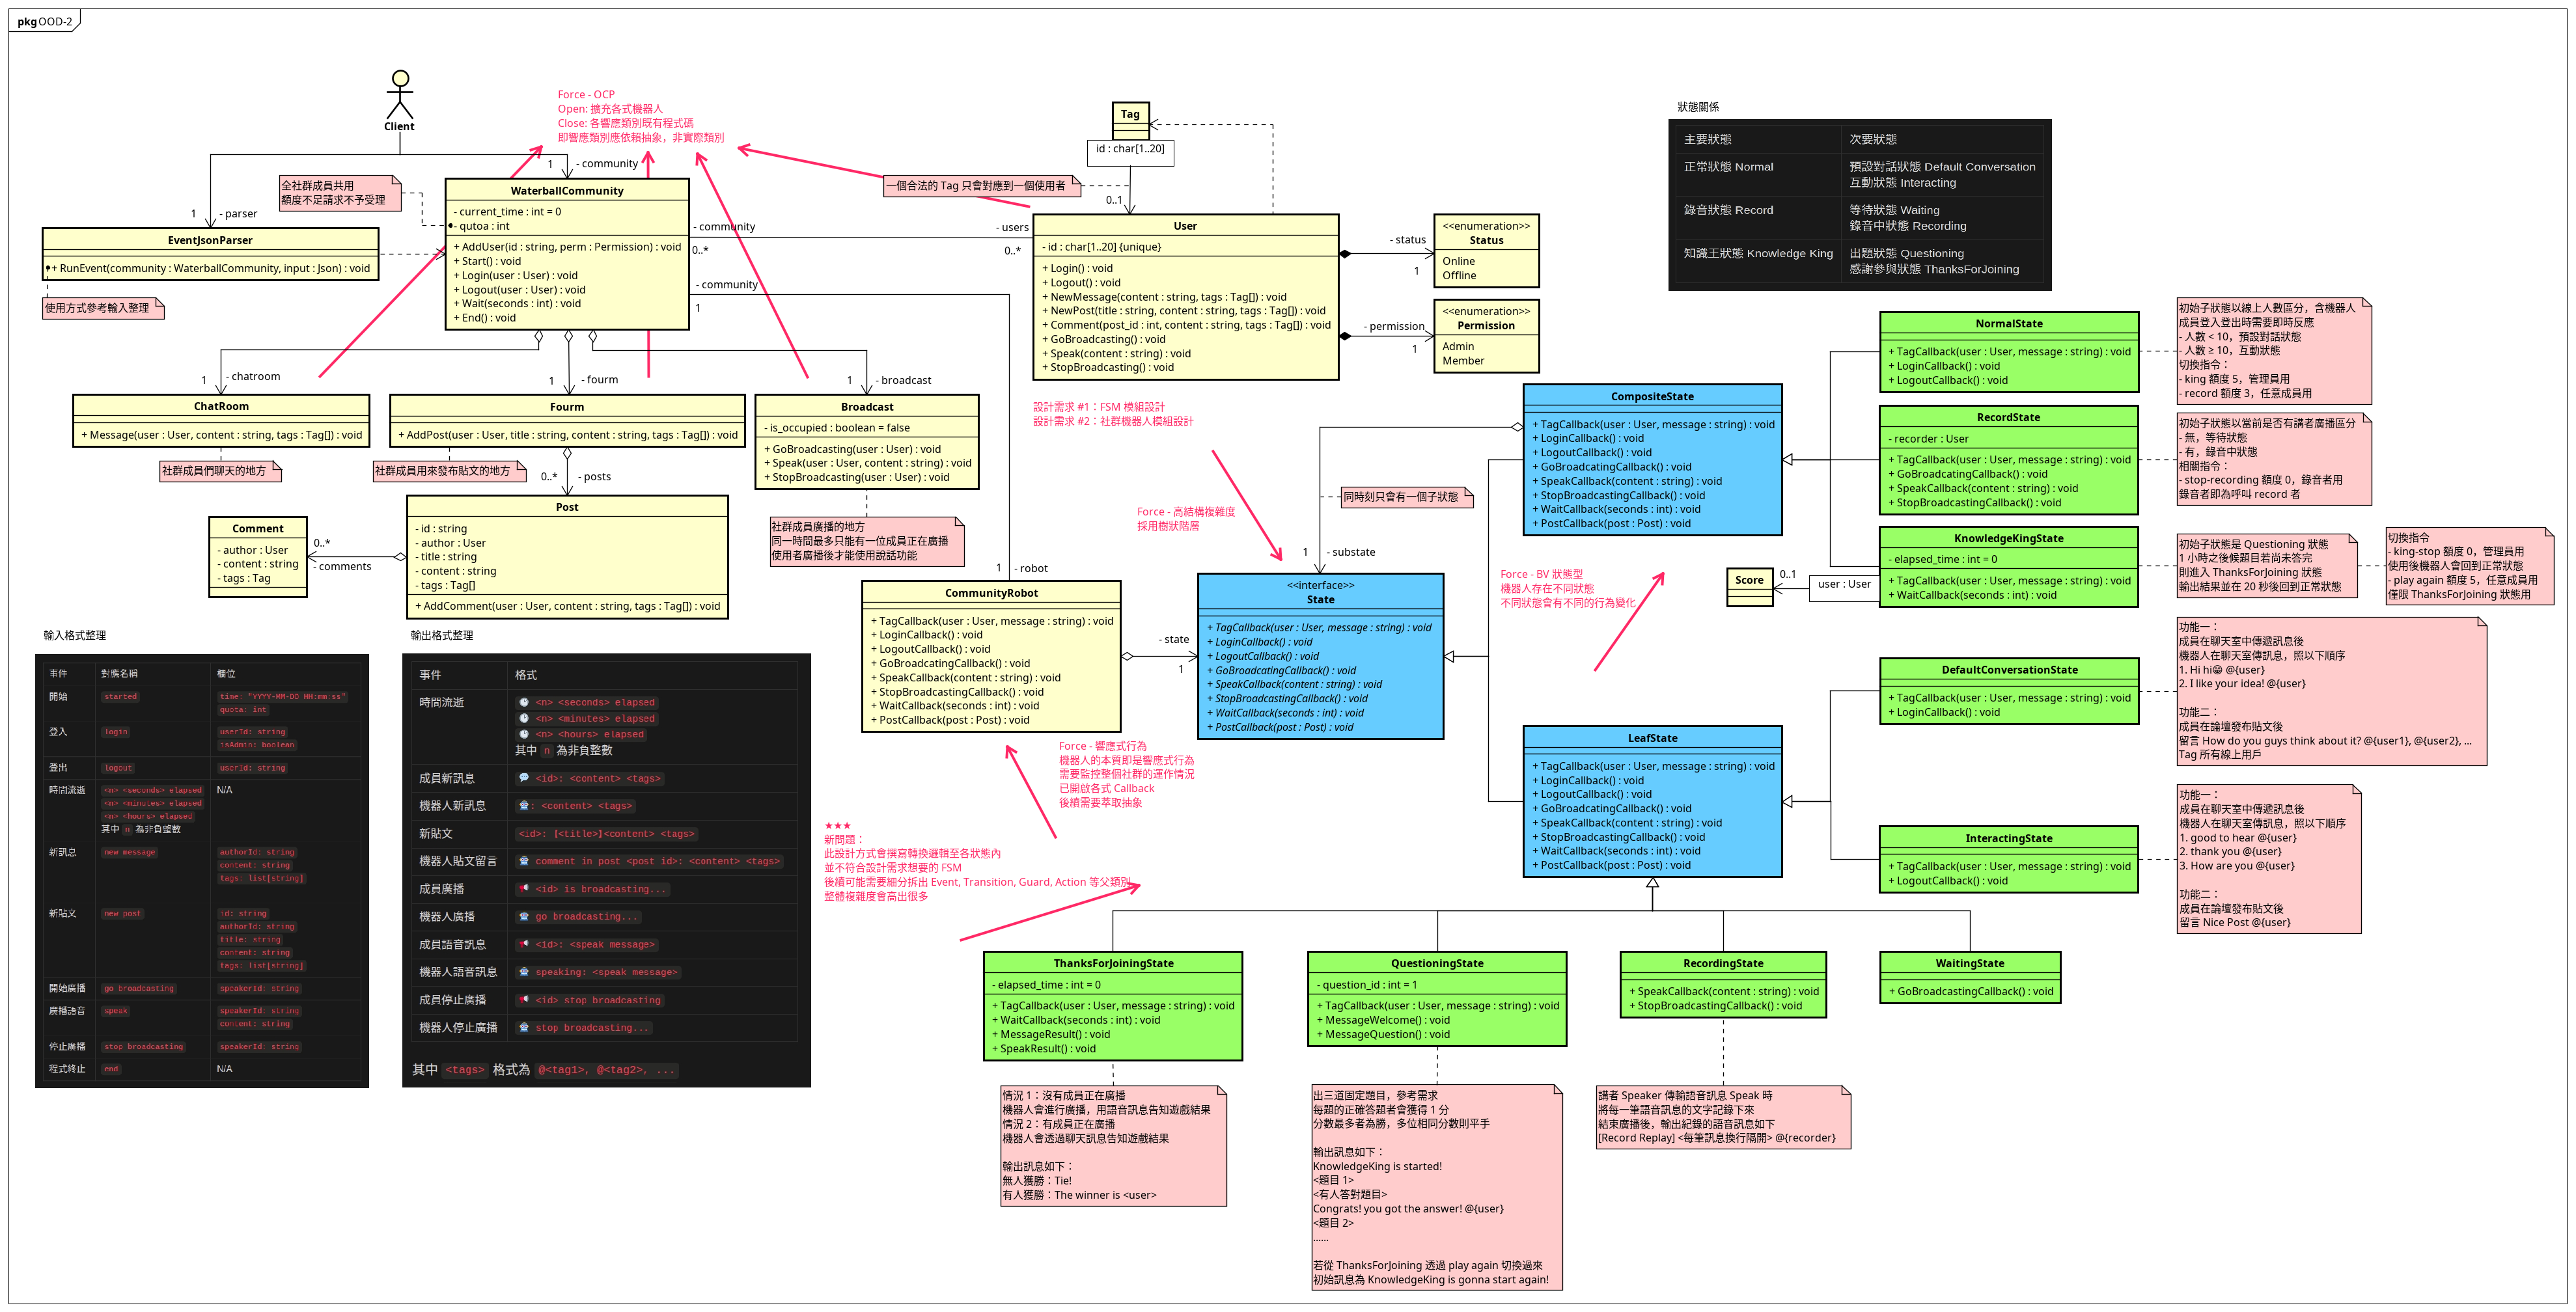 pkg OOD-2
Client
Force - OCP
Open: 擴充各式機器人
Close: 各響應類別既有程式碼
即響應類別應依賴抽象，非實際類別
1
- community
全社群成員共用
額度不足請求不予受理
WaterballCommunity
- current_time : int = 0
- qutoa : int
+ AddUser(id : string, perm : Permission) : void
+ Start() : void
+ Login(user : User) : void
+ Logout(user : User) : void
+ Wait(seconds : int) : void
+ End() : void
1
- parser
EventJsonParser
+ RunEvent(community : WaterballCommunity, input : Json) : void
使用方式參考輸入整理
- community
0..*
- users
0..*
- community
1
Tag
id : char[1..20]
一個合法的 Tag 只會對應到一個使用者
0..1
User
- id : char[1..20] {unique}
+ Login() : void
+ Logout() : void
+ NewMessage(content : string, tags : Tag[]) : void
+ NewPost(title : string, content : string, tags : Tag[]) : void
+ Comment(post_id : int, content : string, tags : Tag[]) : void
+ GoBroadcasting() : void
+ Speak(content : string) : void
+ StopBroadcasting() : void
- status
1
<<enumeration>>
Status
Online
Offline
- permission
1
<<enumeration>>
Permission
Admin
Member
狀態關係
主要狀態
次要狀態
正常狀態 Normal
預設對話狀態 Default Conversation
互動狀態 Interacting
錄音狀態 Record
等待狀態 Waiting
錄音中狀態 Recording
知識王狀態 Knowledge King
出題狀態 Questioning
感謝參與狀態 ThanksForJoining
1
- chatroom
ChatRoom
+ Message(user : User, content : string, tags : Tag[]) : void
社群成員們聊天的地方
1
- fourm
Fourm
+ AddPost(user : User, title : string, content : string, tags : Tag[]) : void
社群成員用來發布貼文的地方
0..*
- posts
Post
- id : string
- author : User
- title : string
- content : string
- tags : Tag[]
+ AddComment(user : User, content : string, tags : Tag[]) : void
0..*
- comments
Comment
- author : User
- content : string
- tags : Tag
1
- broadcast
Broadcast
- is_occupied : boolean = false
+ GoBroadcasting(user : User) : void
+ Speak(user : User, content : string) : void
+ StopBroadcasting(user : User) : void
社群成員廣播的地方
同一時間最多只能有一位成員正在廣播
使用者廣播後才能使用說話功能
設計需求 #1：FSM 模組設計
設計需求 #2：社群機器人模組設計
Force - 高結構複雜度
採用樹狀階層
1
- robot
CommunityRobot
+ TagCallback(user : User, message : string) : void
+ LoginCallback() : void
+ LogoutCallback() : void
+ GoBroadcatingCallback() : void
+ SpeakCallback(content : string) : void
+ StopBroadcastingCallback() : void
+ WaitCallback(seconds : int) : void
+ PostCallback(post : Post) : void
- state
1
1
- substate
同時刻只會有一個子狀態
<<interface>>
State
+ TagCallback(user : User, message : string) : void
+ LoginCallback() : void
+ LogoutCallback() : void
+ GoBroadcatingCallback() : void
+ SpeakCallback(content : string) : void
+ StopBroadcastingCallback() : void
+ WaitCallback(seconds : int) : void
+ PostCallback(post : Post) : void
CompositeState
+ TagCallback(user : User, message : string) : void
+ LoginCallback() : void
+ LogoutCallback() : void
+ GoBroadcatingCallback() : void
+ SpeakCallback(content : string) : void
+ StopBroadcastingCallback() : void
+ WaitCallback(seconds : int) : void
+ PostCallback(post : Post) : void
Force - BV 狀態型
機器人存在不同狀態
不同狀態會有不同的行為變化
NormalState
+ TagCallback(user : User, message : string) : void
+ LoginCallback() : void
+ LogoutCallback() : void
初始子狀態以線上人數區分，含機器人
成員登入登出時需要即時反應
- 人數 < 10，預設對話狀態
- 人數 ≥ 10，互動狀態
切換指令：
- king 額度 5，管理員用
- record 額度 3，任意成員用
RecordState
- recorder : User
+ TagCallback(user : User, message : string) : void
+ GoBroadcastingCallback() : void
+ SpeakCallback(content : string) : void
+ StopBroadcastingCallback() : void
初始子狀態以當前是否有講者廣播區分
- 無，等待狀態
- 有，錄音中狀態
相關指令：
- stop-recording 額度 0，錄音者用
錄音者即為呼叫 record 者
KnowledgeKingState
- elapsed_time : int = 0
+ TagCallback(user : User, message : string) : void
+ WaitCallback(seconds : int) : void
初始子狀態是 Questioning 狀態
1 小時之後候題目若尚未答完
則進入 ThanksForJoining 狀態
輸出結果並在 20 秒後回到正常狀態
切換指令
- king-stop 額度 0，管理員用
使用後機器人會回到正常狀態
- play again 額度 5，任意成員用
僅限 ThanksForJoining 狀態用
Score
0..1
user : User
DefaultConversationState
+ TagCallback(user : User, message : string) : void
+ LoginCallback() : void
功能一：
成員在聊天室中傳遞訊息後
機器人在聊天室傳訊息，照以下順序
1. Hi hi😁 @{user}
2. I like your idea! @{user}
功能二：
成員在論壇發布貼文後
留言 How do you guys think about it? @{user1}, @{user2}, ...
Tag 所有線上用戶
LeafState
+ TagCallback(user : User, message : string) : void
+ LoginCallback() : void
+ LogoutCallback() : void
+ GoBroadcatingCallback() : void
+ SpeakCallback(content : string) : void
+ StopBroadcastingCallback() : void
+ WaitCallback(seconds : int) : void
+ PostCallback(post : Post) : void
InteractingState
+ TagCallback(user : User, message : string) : void
+ LogoutCallback() : void
功能一：
成員在聊天室中傳遞訊息後
機器人在聊天室傳訊息，照以下順序
1. good to hear @{user}
2. thank you @{user}
3. How are you @{user}
功能二：
成員在論壇發布貼文後
留言 Nice Post @{user}
Force - 響應式行為
機器人的本質即是響應式行為
需要監控整個社群的運作情況
已開啟各式 Callback
後續需要萃取抽象
★★★
新問題：
此設計方式會撰寫轉換邏輯至各狀態內
並不符合設計需求想要的 FSM
後續可能需要細分拆出 Event, Transition, Guard, Action 等父類別
整體複雜度會高出很多
輸入格式整理
事件 對應名稱 欄位
開始 started time: "YYYY-MM-DD HH:mm:ss"
quota: int
登入 login userId: string
isAdmin: boolean
登出 logout userId: string
時間流逝 <n> <seconds> elapsed N/A
<n> <minutes> elapsed
<n> <hours> elapsed
其中 n 為非負整數
新訊息 new message authorId: string
content: string
tags: list[string]
新貼文 new post id: string
authorId: string
title: string
content: string
tags: list[string]
開始廣播 go broadcasting speakerId: string
廣播語音 speak speakerId: string
content: string
停止廣播 stop broadcasting speakerId: string
程式終止 end N/A
輸出格式整理
事件 格式
時間流逝 🕑 <n> <seconds> elapsed
🕑 <n> <minutes> elapsed
🕑 <n> <hours> elapsed
其中 n 為非負整數
成員新訊息 💬 <id>: <content> <tags>
機器人新訊息 🤖: <content> <tags>
新貼文 <id>: [<title>]<content> <tags>
機器人貼文留言 🤖 comment in post <post id>: <content> <tags>
成員廣播 📢 <id> is broadcasting...
機器人廣播 🤖 go broadcasting...
成員語音訊息 📢 <id>: <speak message>
機器人語音訊息 🤖 speaking: <speak message>
成員停止廣播 📢 <id> stop broadcasting
機器人停止廣播 🤖 stop broadcasting...
其中 <tags> 格式為 @<tag1>, @<tag2>, ...
ThanksForJoiningState
- elapsed_time : int = 0
+ TagCallback(user : User, message : string) : void
+ WaitCallback(seconds : int) : void
+ MessageResult() : void
+ SpeakResult() : void
情況 1：沒有成員正在廣播
機器人會進行廣播，用語音訊息告知遊戲結果
情況 2：有成員正在廣播
機器人會透過聊天訊息告知遊戲結果
輸出訊息如下：
無人獲勝：Tie!
有人獲勝：The winner is <user>
QuestioningState
- question_id : int = 1
+ TagCallback(user : User, message : string) : void
+ MessageWelcome() : void
+ MessageQuestion() : void
出三道固定題目，參考需求
每題的正確答題者會獲得 1 分
分數最多者為勝，多位相同分數則平手
輸出訊息如下：
KnowledgeKing is started!
<題目 1>
<有人答對題目>
Congrats! you got the answer! @{user}
<題目 2>
......
若從 ThanksForJoining 透過 play again 切換過來
初始訊息為 KnowledgeKing is gonna start again!
RecordingState
+ SpeakCallback(content : string) : void
+ StopBroadcastingCallback() : void
講者 Speaker 傳輸語音訊息 Speak 時
將每一筆語音訊息的文字記錄下來
結束廣播後，輸出紀錄的語音訊息如下
[Record Replay] <每筆訊息換行隔開> @{recorder}
WaitingState
+ GoBroadcastingCallback() : void